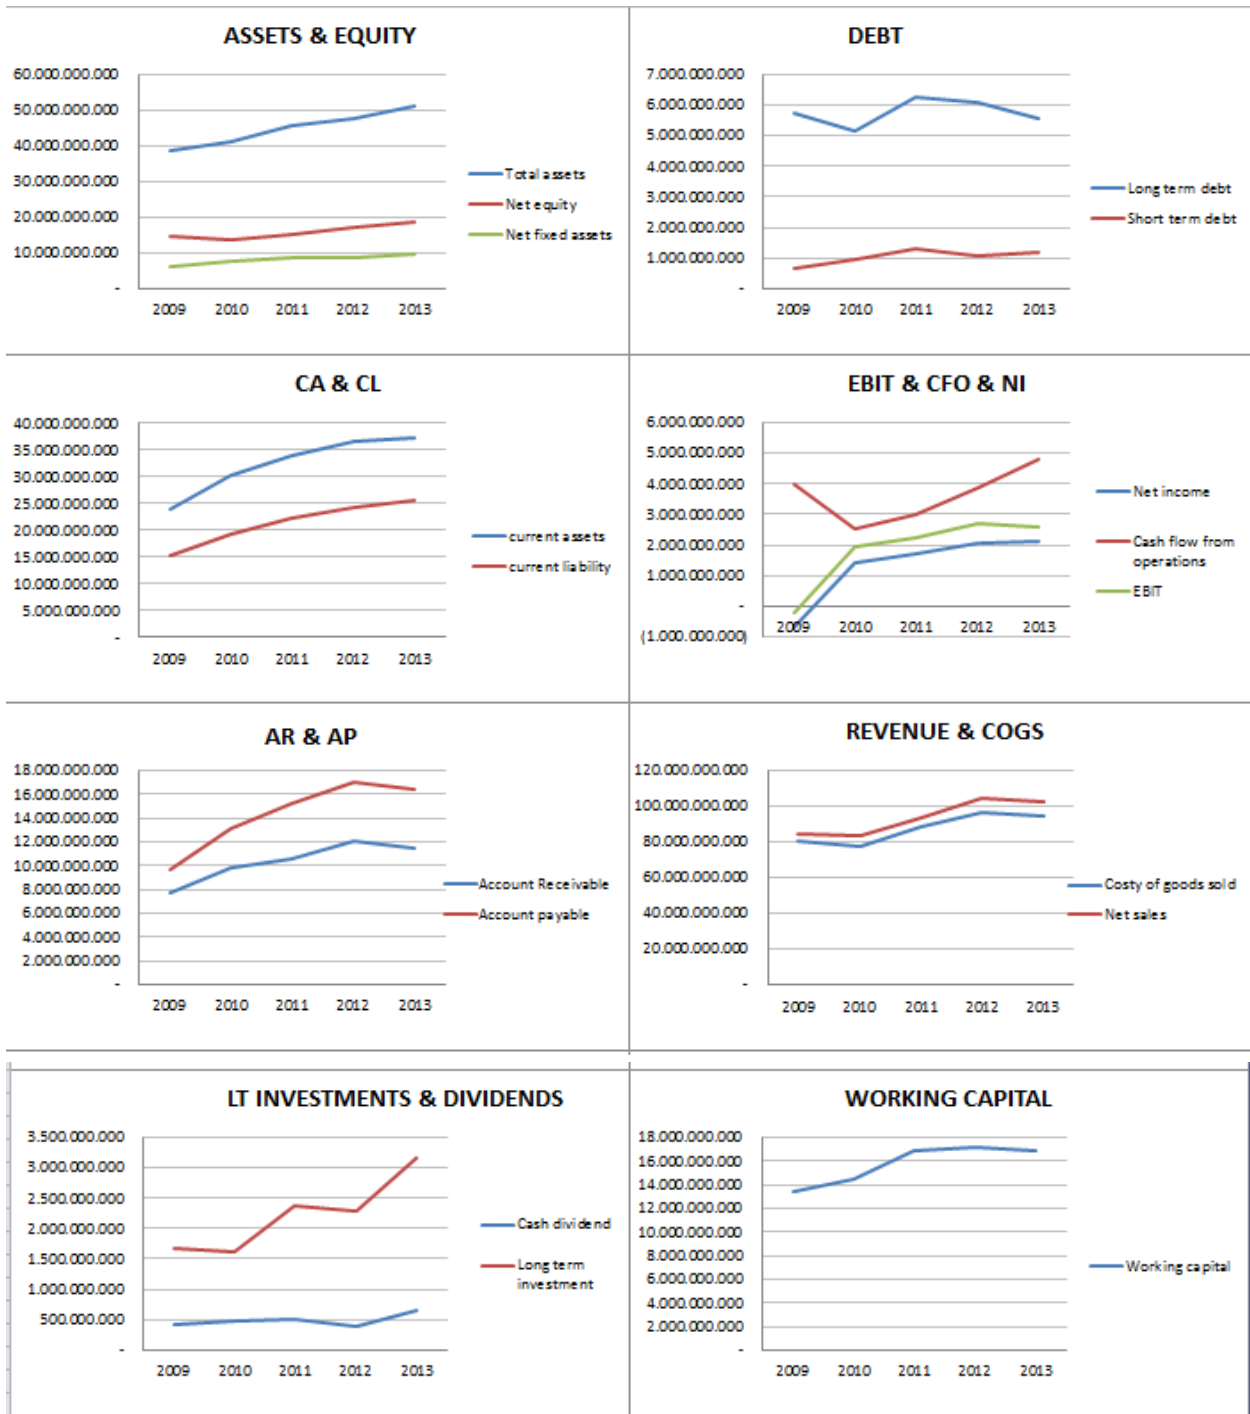 ASSETS & EQUITY
60.000.000.000
50.000.000.000
40.000.000.000
30.000.000.000
20.000.000.000
10.000.000.000
-
2009 2010 2011 2012 2013
Total assets
Net equity
Net fixed assets
DEBT
7.000.000.000
6.000.000.000
5.000.000.000
4.000.000.000
3.000.000.000
2.000.000.000
1.000.000.000
-
2009 2010 2011 2012 2013
Long term debt
Short term debt
CA & CL
40.000.000.000
35.000.000.000
30.000.000.000
25.000.000.000
20.000.000.000
15.000.000.000
10.000.000.000
5.000.000.000
-
2009 2010 2011 2012 2013
current assets
current liability
EBIT & CFO & NI
6.000.000.000
5.000.000.000
4.000.000.000
3.000.000.000
2.000.000.000
1.000.000.000
-
(1.000.000.000)
2009 2010 2011 2012 2013
Net income
Cash flow from
operations
EBIT
AR & AP
18.000.000.000
16.000.000.000
14.000.000.000
12.000.000.000
10.000.000.000
8.000.000.000
6.000.000.000
4.000.000.000
2.000.000.000
-
2009 2010 2011 2012 2013
Account Receivable
Account payable
REVENUE & COGS
120.000.000.000
100.000.000.000
80.000.000.000
60.000.000.000
40.000.000.000
20.000.000.000
-
2009 2010 2011 2012 2013
Costy of goods sold
Net sales
LT INVESTMENTS & DIVIDENDS
3.500.000.000
3.000.000.000
2.500.000.000
2.000.000.000
1.500.000.000
1.000.000.000
500.000.000
-
2009 2010 2011 2012 2013
Cash dividend
Long term
investment
WORKING CAPITAL
18.000.000.000
16.000.000.000
14.000.000.000
12.000.000.000
10.000.000.000
8.000.000.000
6.000.000.000
4.000.000.000
2.000.000.000
-
2009 2010 2011 2012 2013
Working capital